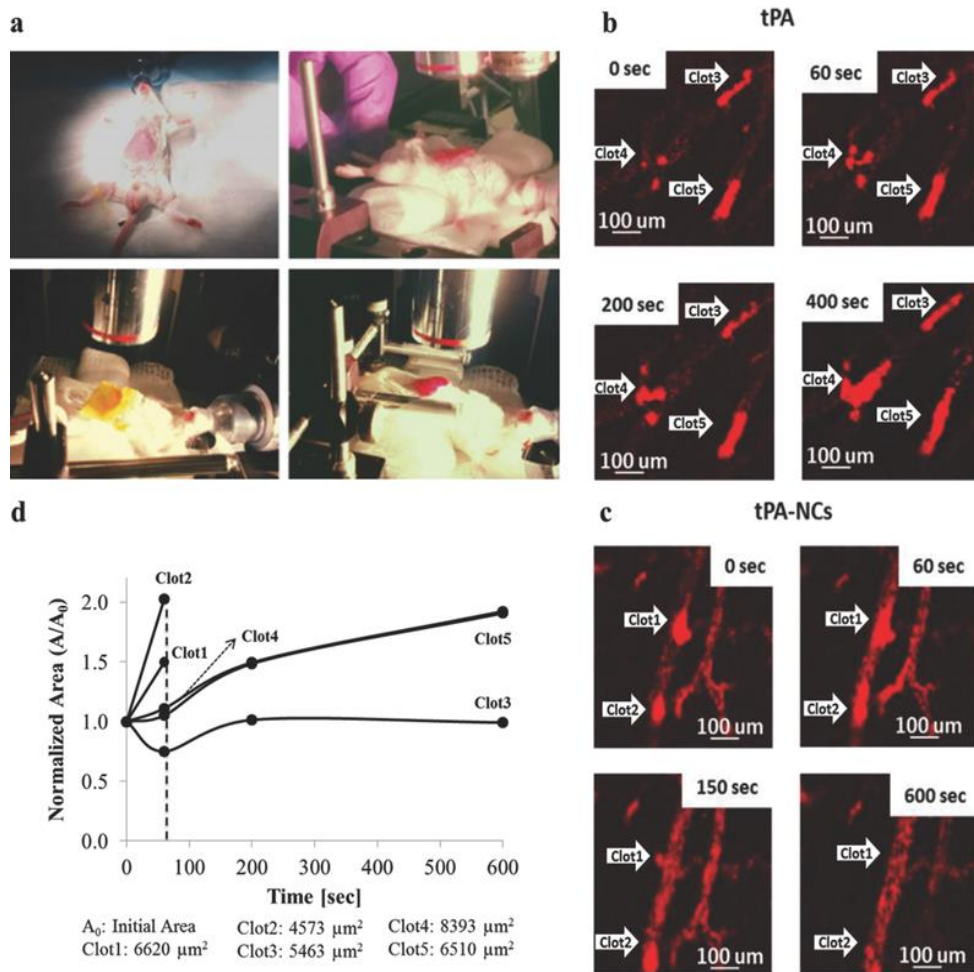 a
b
tPA
0 sec
Clot3
Clot4
Clot5
100 um
60 sec
Clot3
Clot4
Clot5
100 um
200 sec
Clot3
Clot4
Clot5
100 um
400 sec
Clot3
Clot4
Clot5
100 um
d
Normalized Area (A/A₀)
2.0
1.5
1.0
0.5
0.0
Clot2
Clot1
Clot4
Clot5
Clot3
0 100 200 300 400 500 600
Time [sec]
A₀: Initial Area Clot2: 4573 µm² Clot4: 8393 µm²
Clot1: 6620 µm² Clot3: 5463 µm² Clot5: 6510 µm²
c
tPA-NCs
0 sec
Clot1
Clot2
100 um
60 sec
Clot1
Clot2
100 um
150 sec
Clot1
Clot2
100 um
600 sec
Clot1
Clot2
100 um